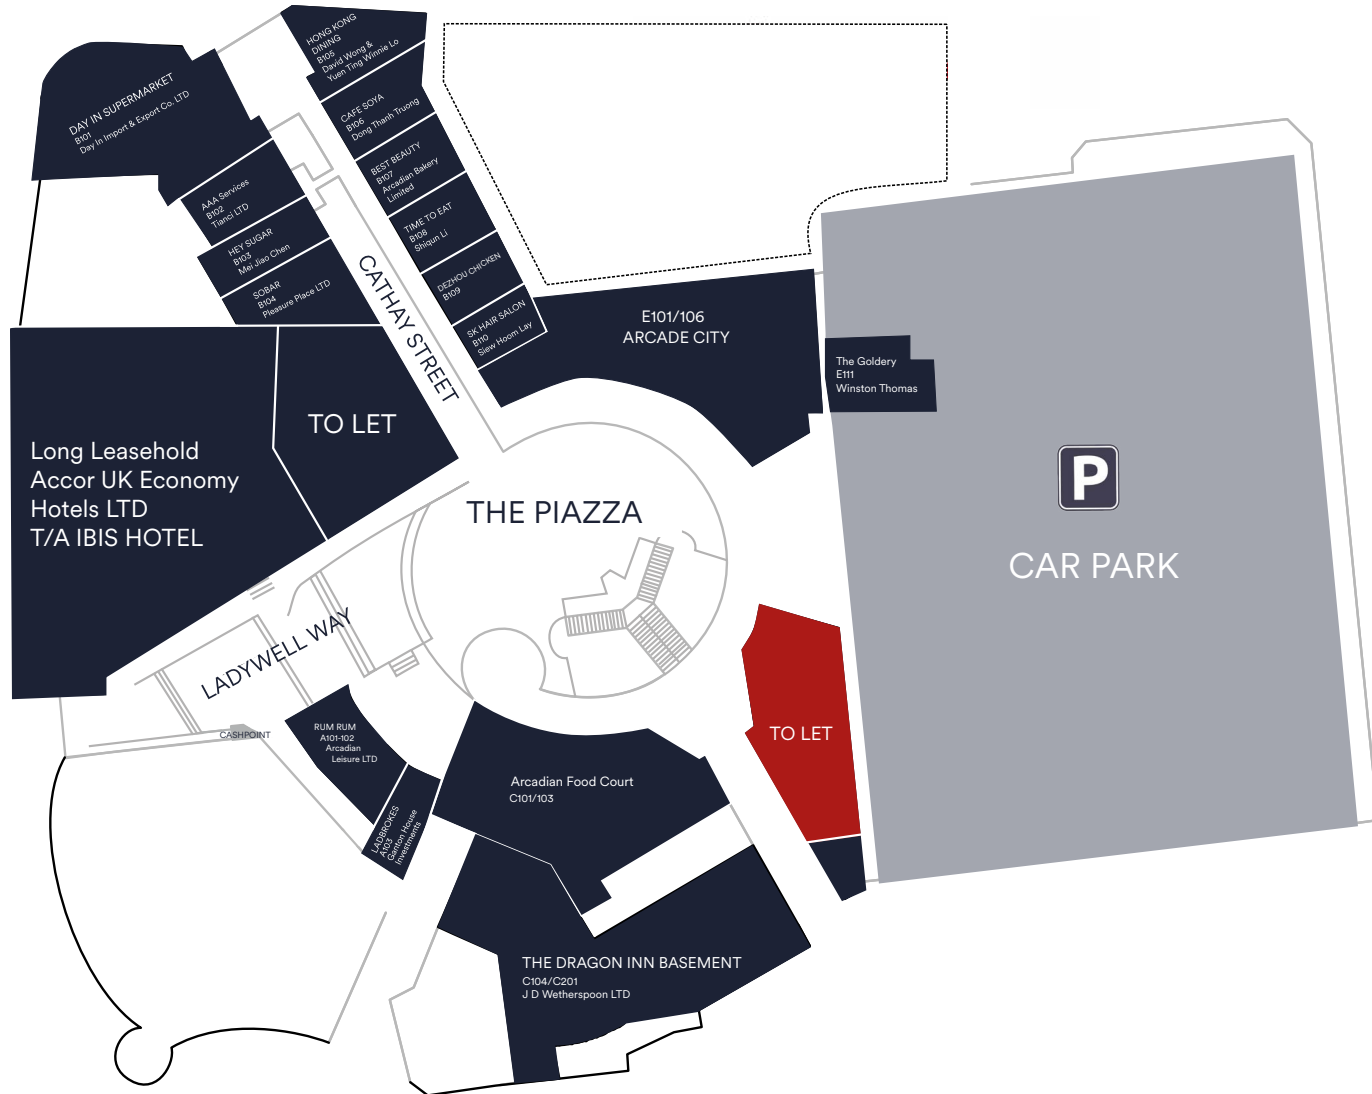 HONG KONG
DINING
B105
David Wong &
Yuen Ting Winnie Lo
DAY IN SUPERMARKET
B101
Day In Import & Export Co. LTD
CAFE SOYA
B106
Dong Thanh Truong
BEST BEAUTY
B107
Arcadian Bakery
Limited
AAA Services
B102
Tianci LTD
TIME TO EAT
B108
Shiqun Li
HEY SUGAR
B103
Mei Jiao Chen
DEZHOU CHICKEN
B109
SOBAR
B104
Pleasure Place LTD
SK HAIR SALON
B110
Siew Hoom Lay
CATHAY STREET
E101/106
ARCADE CITY
The Goldery
E111
Winston Thomas
TO LET
Long Leasehold
Accor UK Economy
Hotels LTD
T/A IBIS HOTEL
THE PIAZZA
P
CAR PARK
LADYWELL WAY
CASHPOINT
RUM RUM
A101-102
Arcadian
Leisure LTD
TO LET
LADBROKES
A103
Ganton House
Investments
Arcadian Food Court
C101/103
THE DRAGON INN BASEMENT
C104/C201
J D Wetherspoon LTD